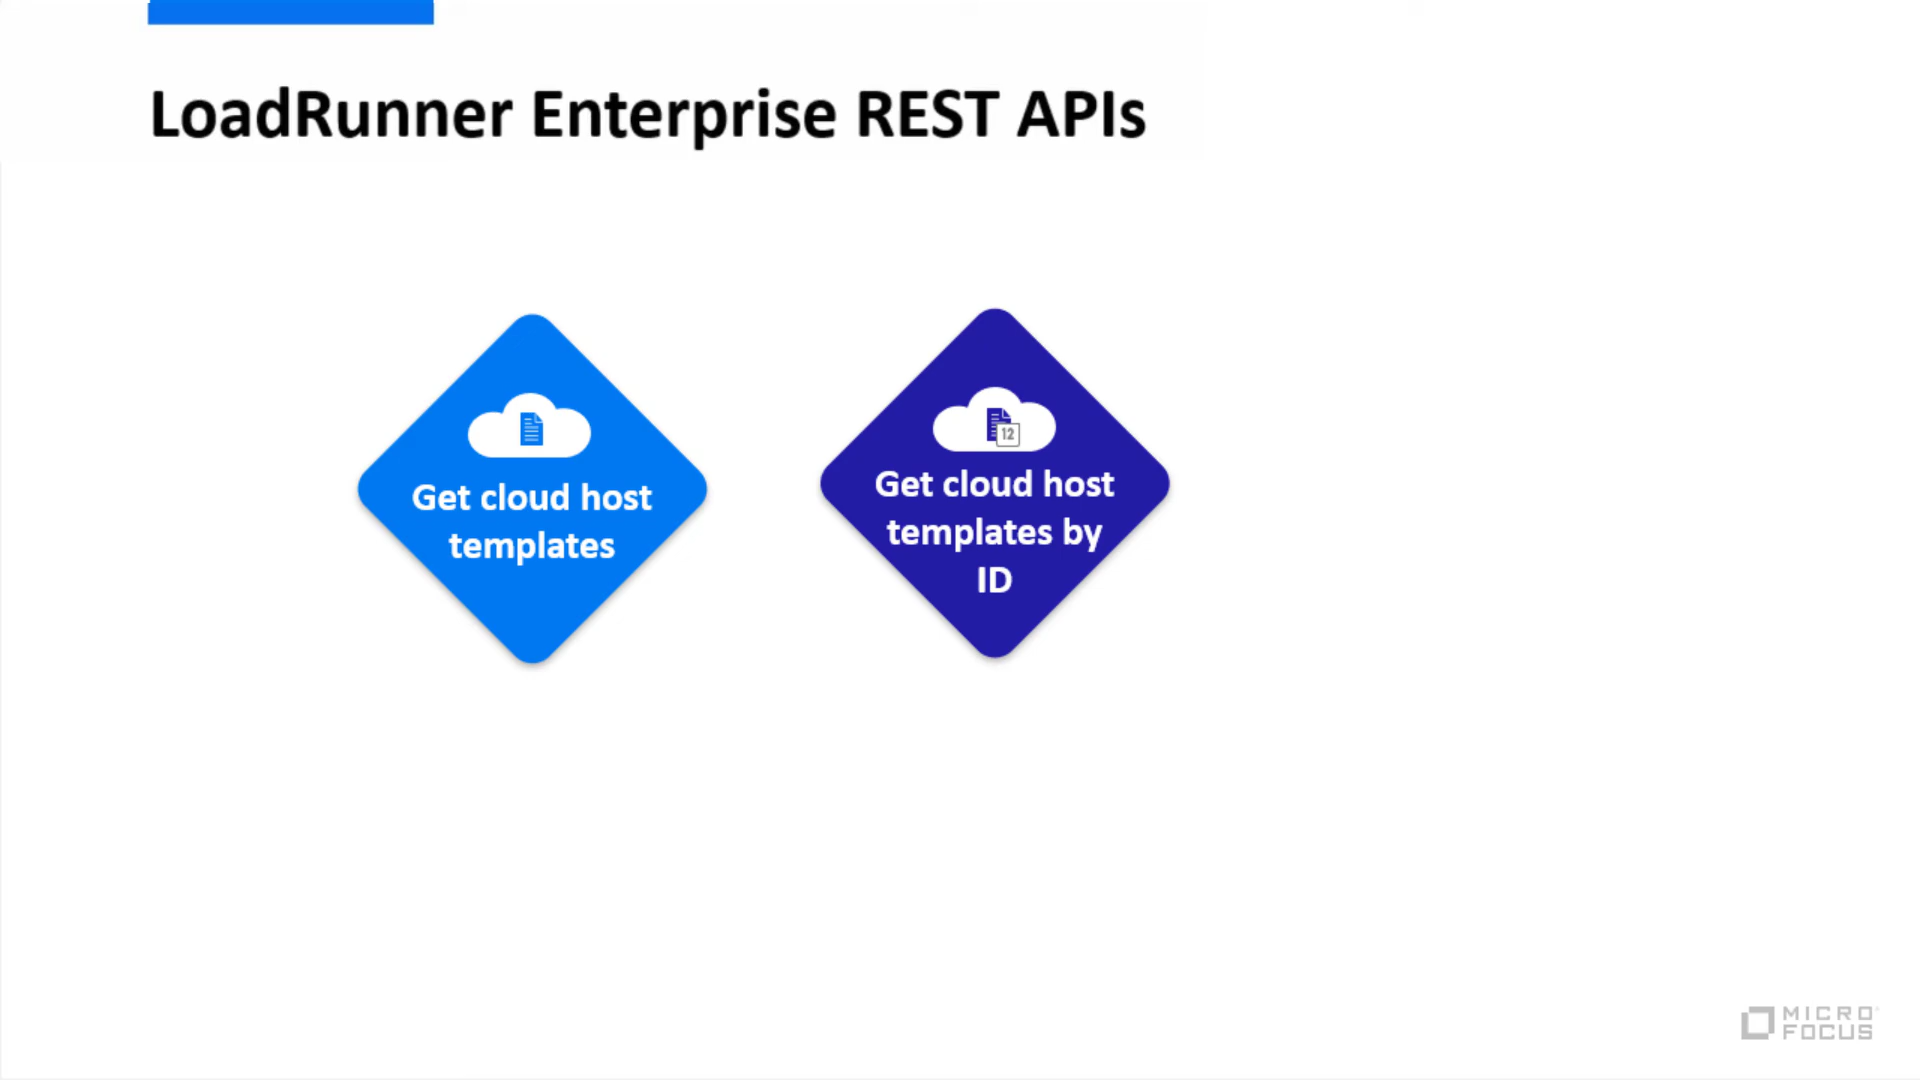 LoadRunner Enterprise REST APIs
Get cloud host
templates
12
Get cloud host
templates by
ID
MICRO
FOCUS